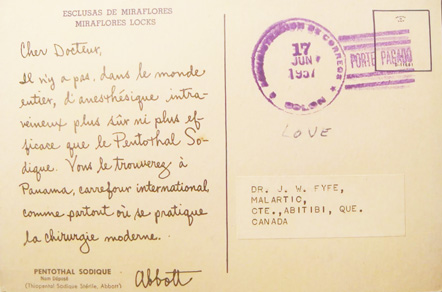 ESCLUSAS DE MIRAFLORES
MIRAFLORES LOCKS
Cher Docteur,
Il n'y a pas, dans le monde
entier, d'anesthésique intra-
veineux plus sûr ni plus ef-
ficace que le Pentothal So-
dique. Vous le trouverez à
Panama, carrefour international,
comme partout où se pratique
la chirurgie moderne.
PENTOTHAL SODIQUE
Nom Déposé
(Thiopental Sodique Stérile, Abbott)
Abbott
ADMINISTRACION DE CORREOS
17
JUN
1957
COLON
PORTE PAGADO
LOVE
DR. J. W. FYFE,
MALARTIC,
CTE., ABITIBI, QUE.
CANADA